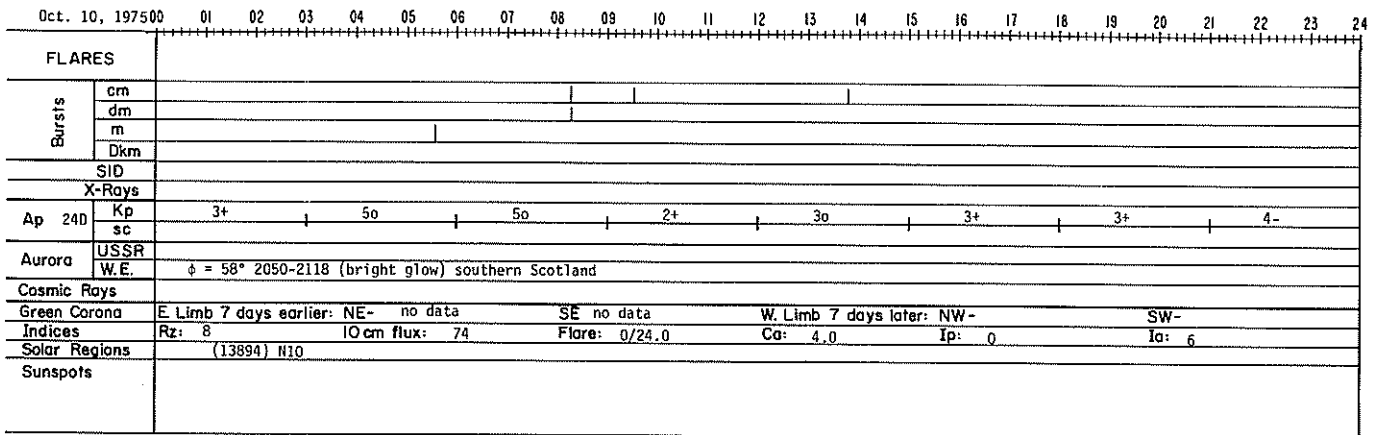 Oct. 10, 1975 00 01 02 03 04 05 06 07 08 09 10 11 12 13 14 15 16 17 18 19 20 21 22 23 24
FLARES
Bursts
cm
dm
m
Dkm
SID
X-Rays
Ap 24D Kp 3+ 5o 5o 2+ 3o 3+ 3+ 4-
sc
Aurora USSR
W.E. ϕ = 58° 2050-2118 (bright glow) southern Scotland
Cosmic Rays
Green Corona E. Limb 7 days earlier: NE- no data SE no data W. Limb 7 days later: NW- SW-
Indices Rz: 8 10 cm flux: 74 Flare: 0/24.0 Ca: 4.0 Ip: 0 Ia: 6
Solar Regions (13894) N10
Sunspots